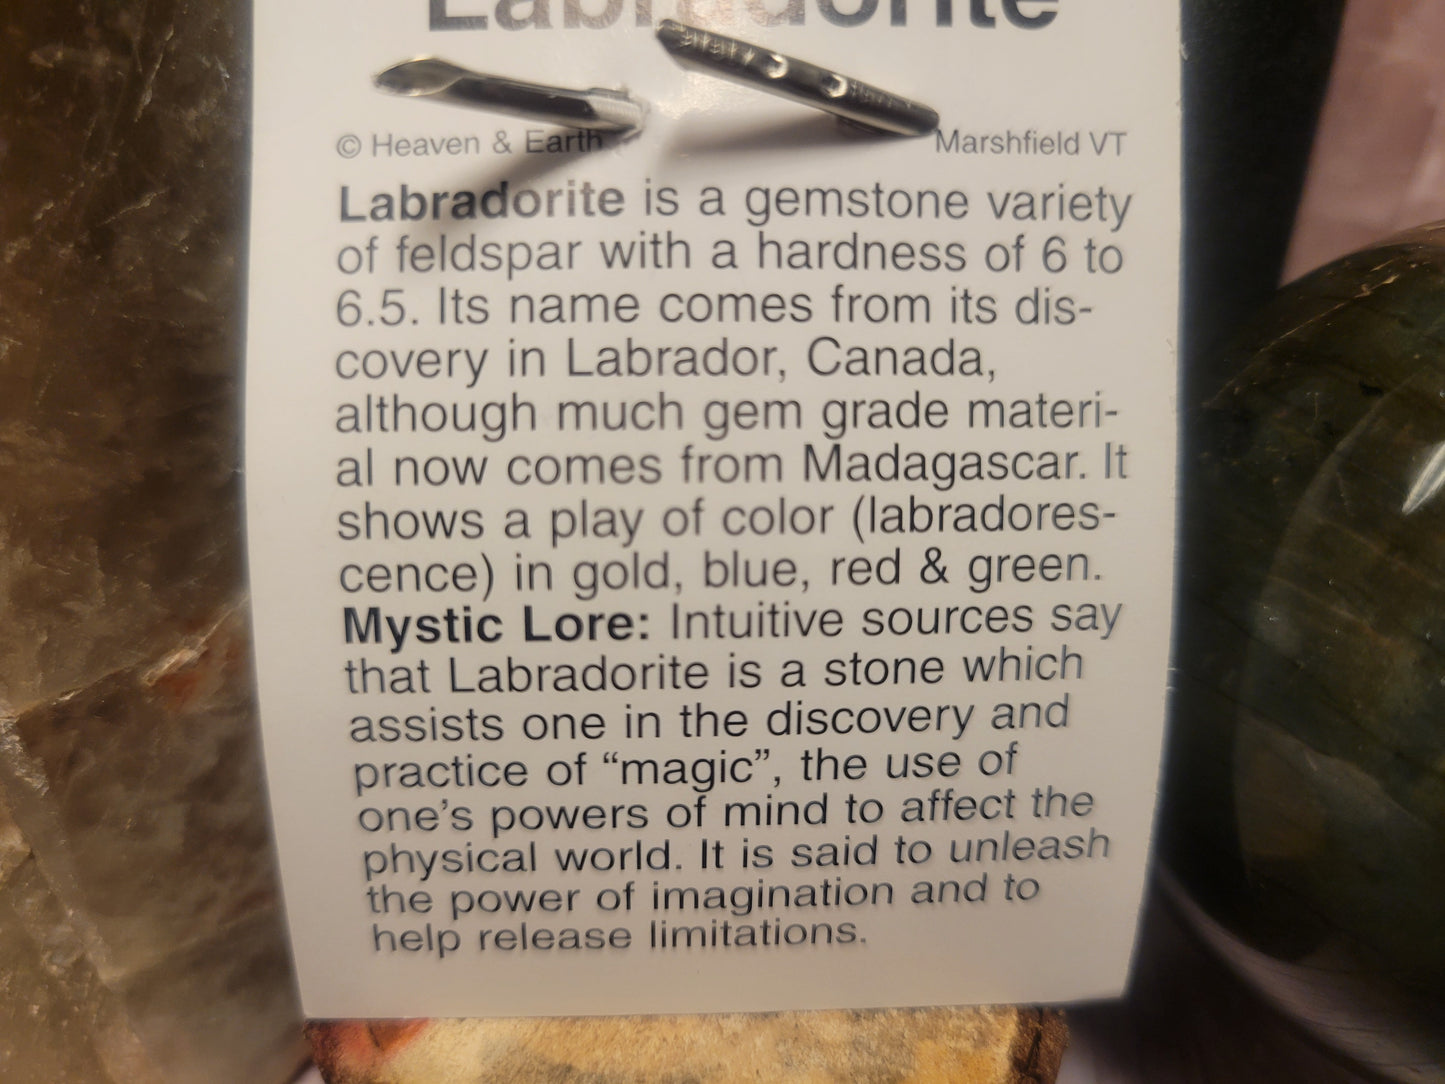 Labradorite
© Heaven & Earth Marshfield VT
Labradorite is a gemstone variety
of feldspar with a hardness of 6 to
6.5. Its name comes from its dis-
covery in Labrador, Canada,
although much gem grade materi-
al now comes from Madagascar. It
shows a play of color (labradores-
cence) in gold, blue, red & green.
Mystic Lore: Intuitive sources say
that Labradorite is a stone which
assists one in the discovery and
practice of “magic”, the use of
one’s powers of mind to affect the
physical world. It is said to unleash
the power of imagination and to
help release limitations.